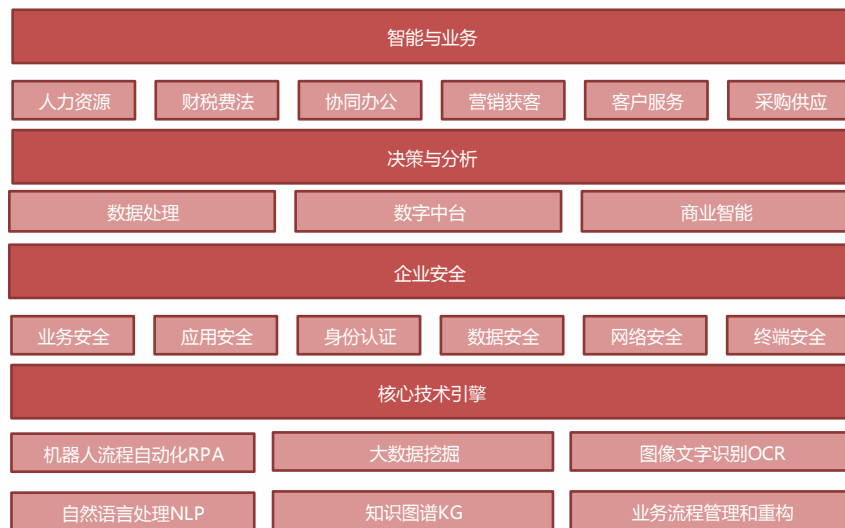 智能与业务
人力资源 财税费法 协同办公 营销获客 客户服务 采购供应
决策与分析
数据处理 数字中台 商业智能
企业安全
业务安全 应用安全 身份认证 数据安全 网络安全 终端安全
核心技术引擎
机器人流程自动化RPA 大数据挖掘 图像文字识别OCR
自然语言处理NLP 知识图谱KG 业务流程管理和重构